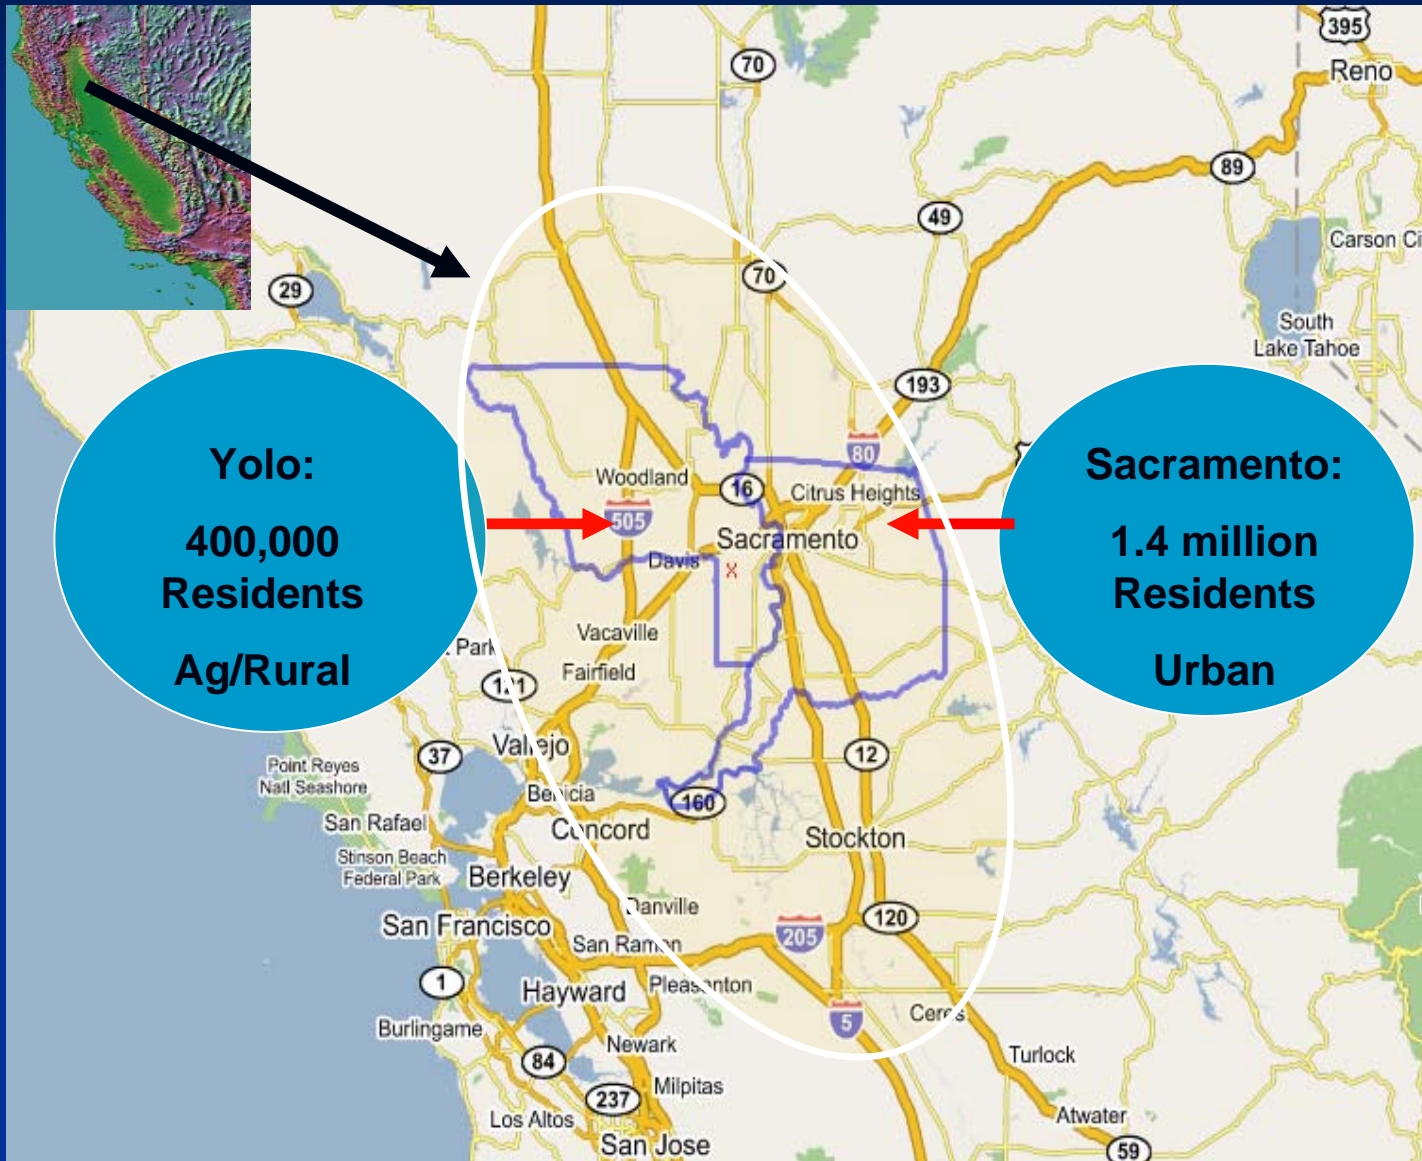 395
Reno
70
89
49
Carson Ci
70
29
South
Lake Tahoe
193
Yolo:
400,000
Residents
Ag/Rural
Sacramento:
1.4 million
Residents
Urban
80
Woodland
16
Citrus Heights
505
Sacramento
Davis
X
Vacaville
Park
Fairfield
121
Vallejo
37
12
Point Reyes
Natl Seashore
Benicia
160
San Rafael
Concord
Stockton
Stinson Beach
Federal Park
Berkeley
Danville
San Francisco
120
205
San Ramon
1
Hayward
Pleasanton
5
Ceres
Burlingame
Newark
Turlock
84
Milpitas
237
Los Altos
Atwater
San Jose
59